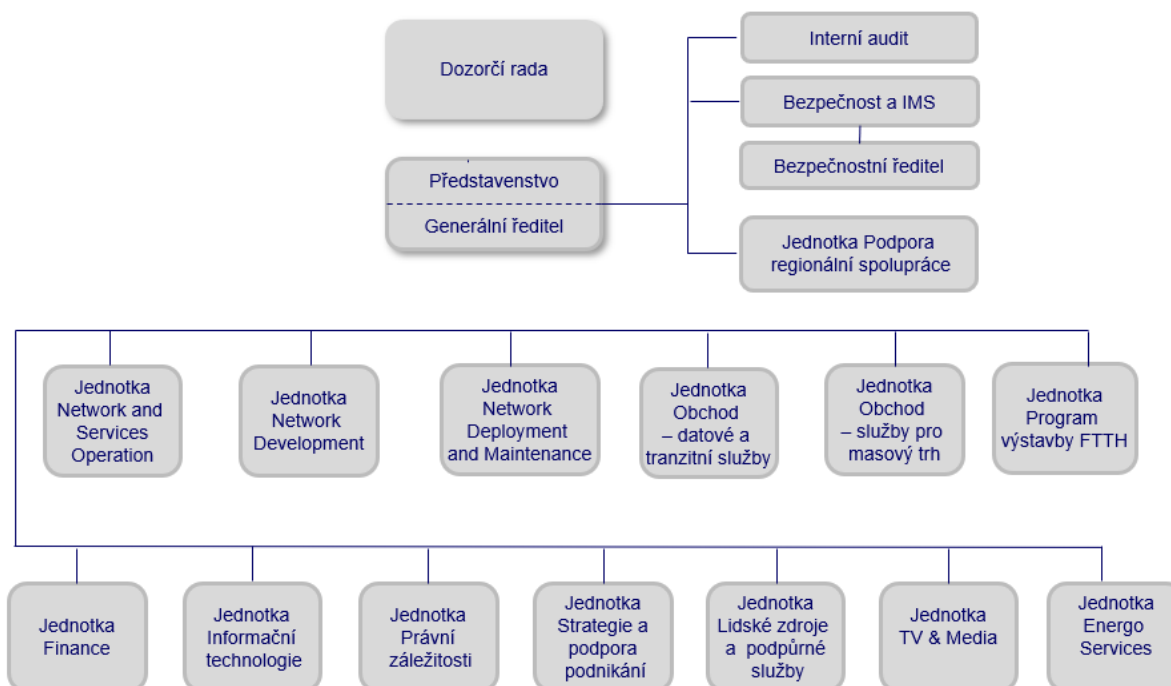 Dozorčí rada
Představenstvo
Generální ředitel
Interní audit
Bezpečnost a IMS
Bezpečnostní ředitel
Jednotka Podpora
regionální spolupráce
Jednotka
Network and
Services
Operation
Jednotka
Network
Development
Jednotka
Network
Deployment
and Maintenance
Jednotka
Obchod
– datové a
tranzitní služby
Jednotka
Obchod
– služby pro
masový trh
Jednotka
Program
výstavby FTTH
Jednotka
Finance
Jednotka
Informační
technologie
Jednotka
Právní
záležitosti
Jednotka
Strategie a
podpora
podnikání
Jednotka
Lidské zdroje
a podpůrné
služby
Jednotka
TV & Media
Jednotka
Energo
Services